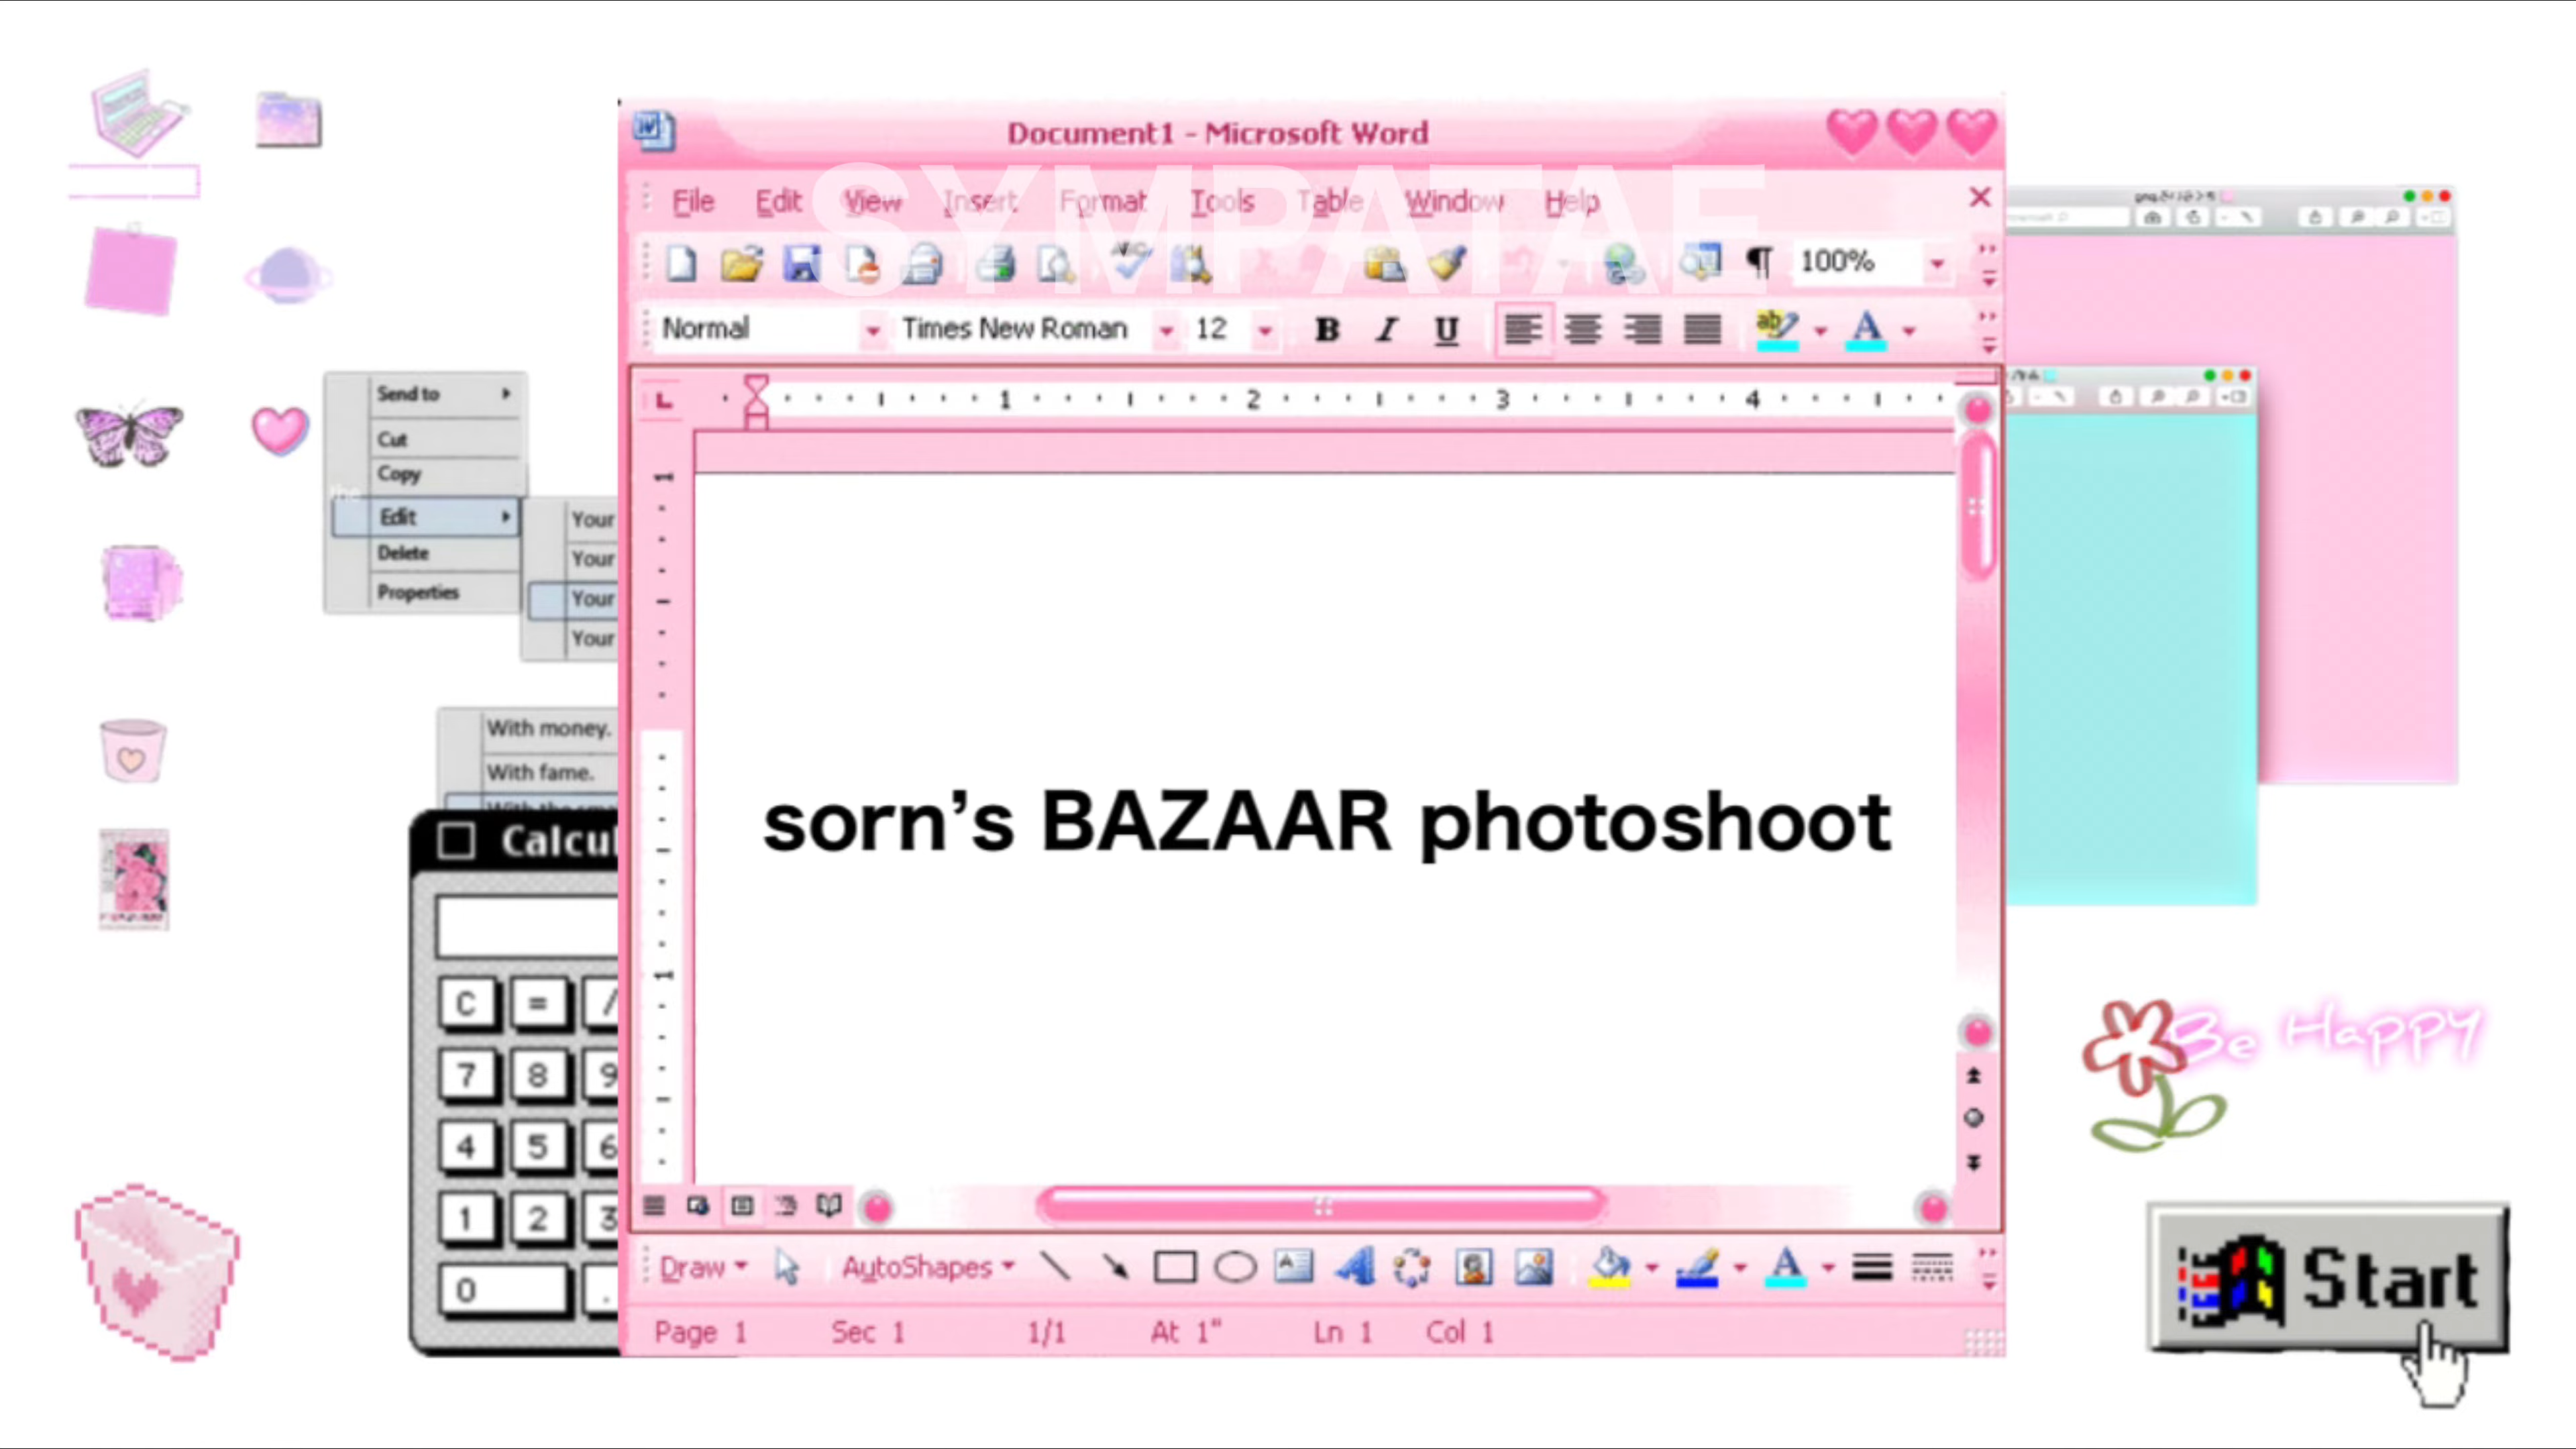 Document1 - Microsoft Word
SYMPATAE
File Edit View Insert Format Tools Table Window Help
100%
Normal Times New Roman 12 B I U ab A
L 1 2 3 4
Send to
Cut
Copy
the
Edit
Delete
Properties
Your
Your
Your
Your
With money.
With fame.
sorn’s BAZAAR photoshoot
C = /
7 8 9
4 5 6
1 2 3
0 .
Be Happy
Start
Draw AutoShapes A
Page 1 Sec 1 1/1 At 1" Ln 1 Col 1